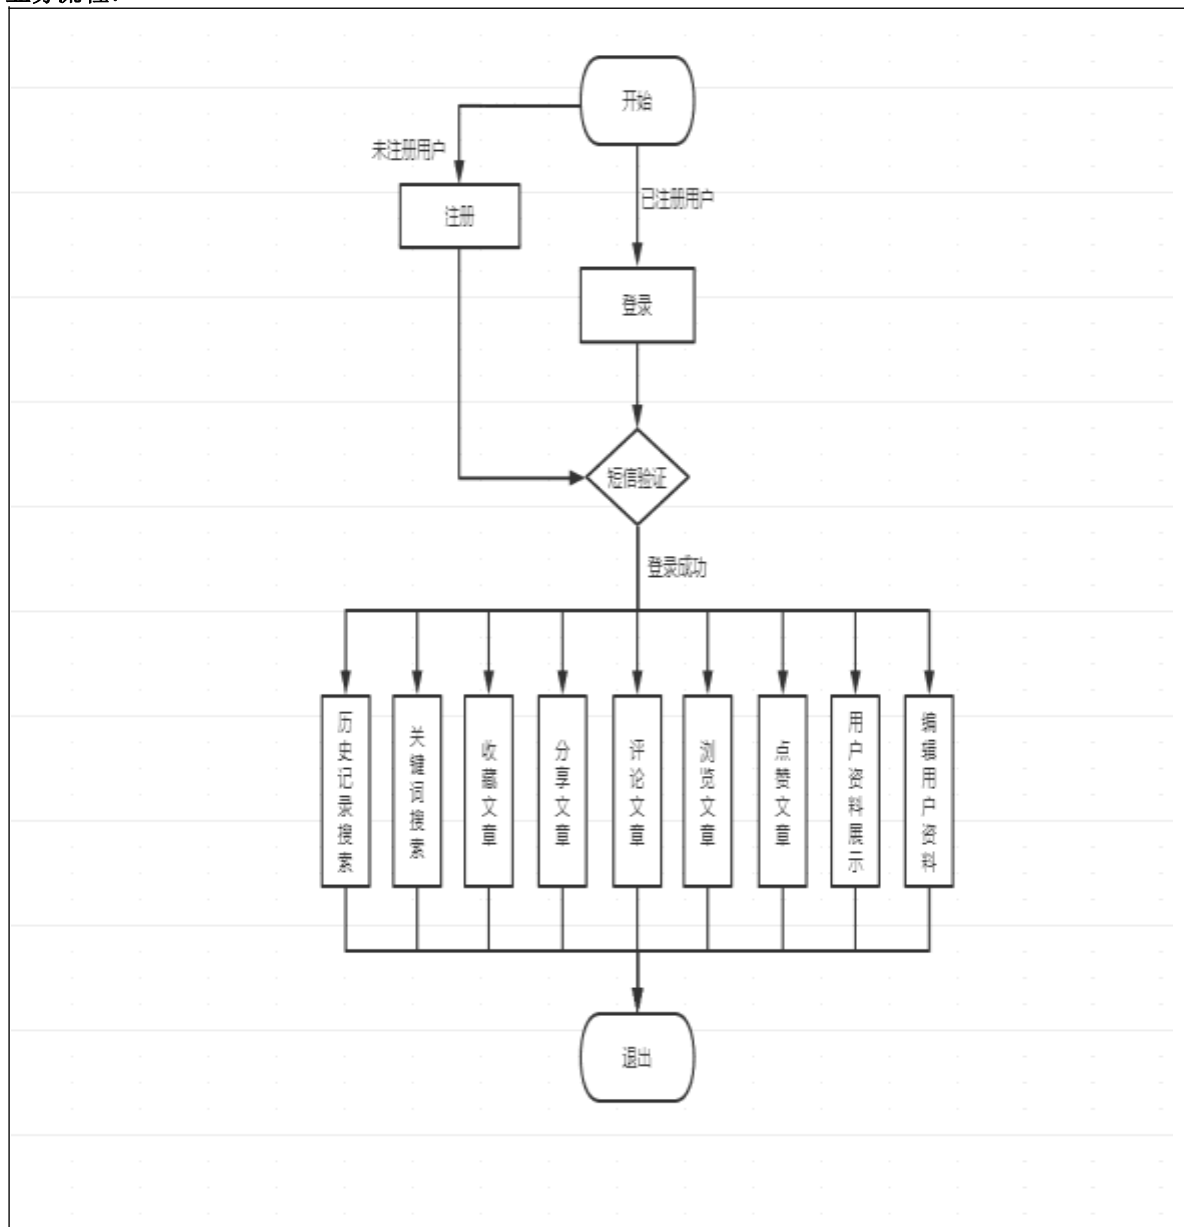 业务流程：
开始
未注册用户
已注册用户
注册
登录
短信验证
登录成功
历史记录搜索
关键词搜索
收藏文章
分享文章
评论文章
浏览文章
点赞文章
用户资料展示
编辑用户资料
退出